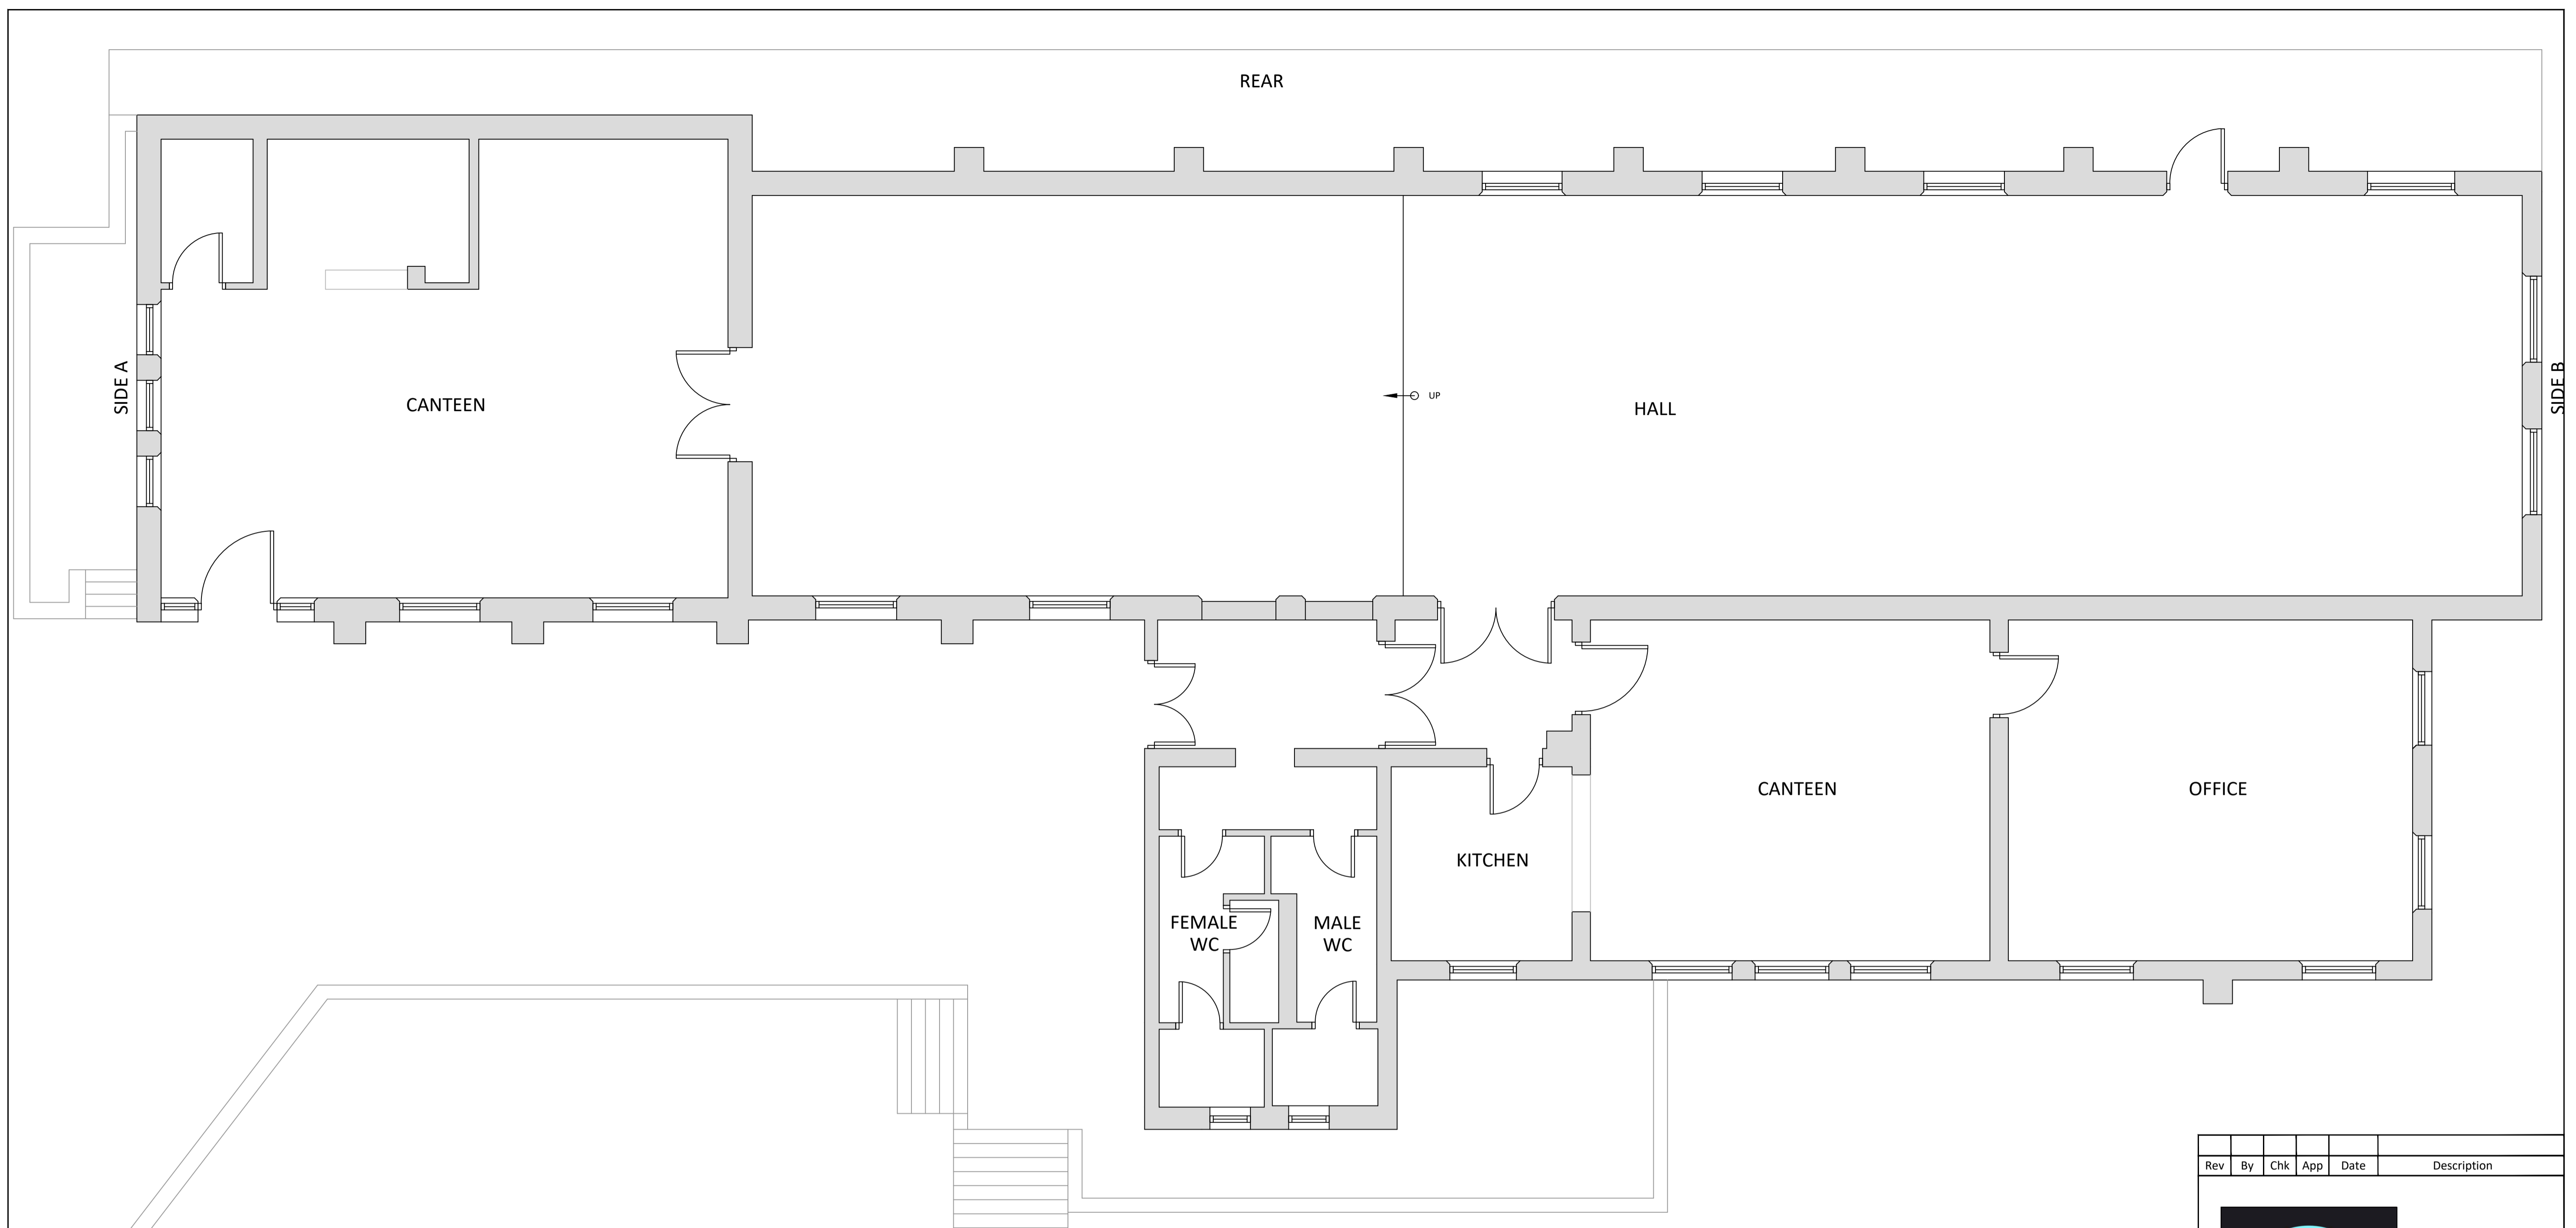 REAR
SIDE A
CANTEEN
UP
HALL
SIDE B
CANTEEN
OFFICE
KITCHEN
FEMALE
WC
MALE
WC
Rev By Chk App Date Description